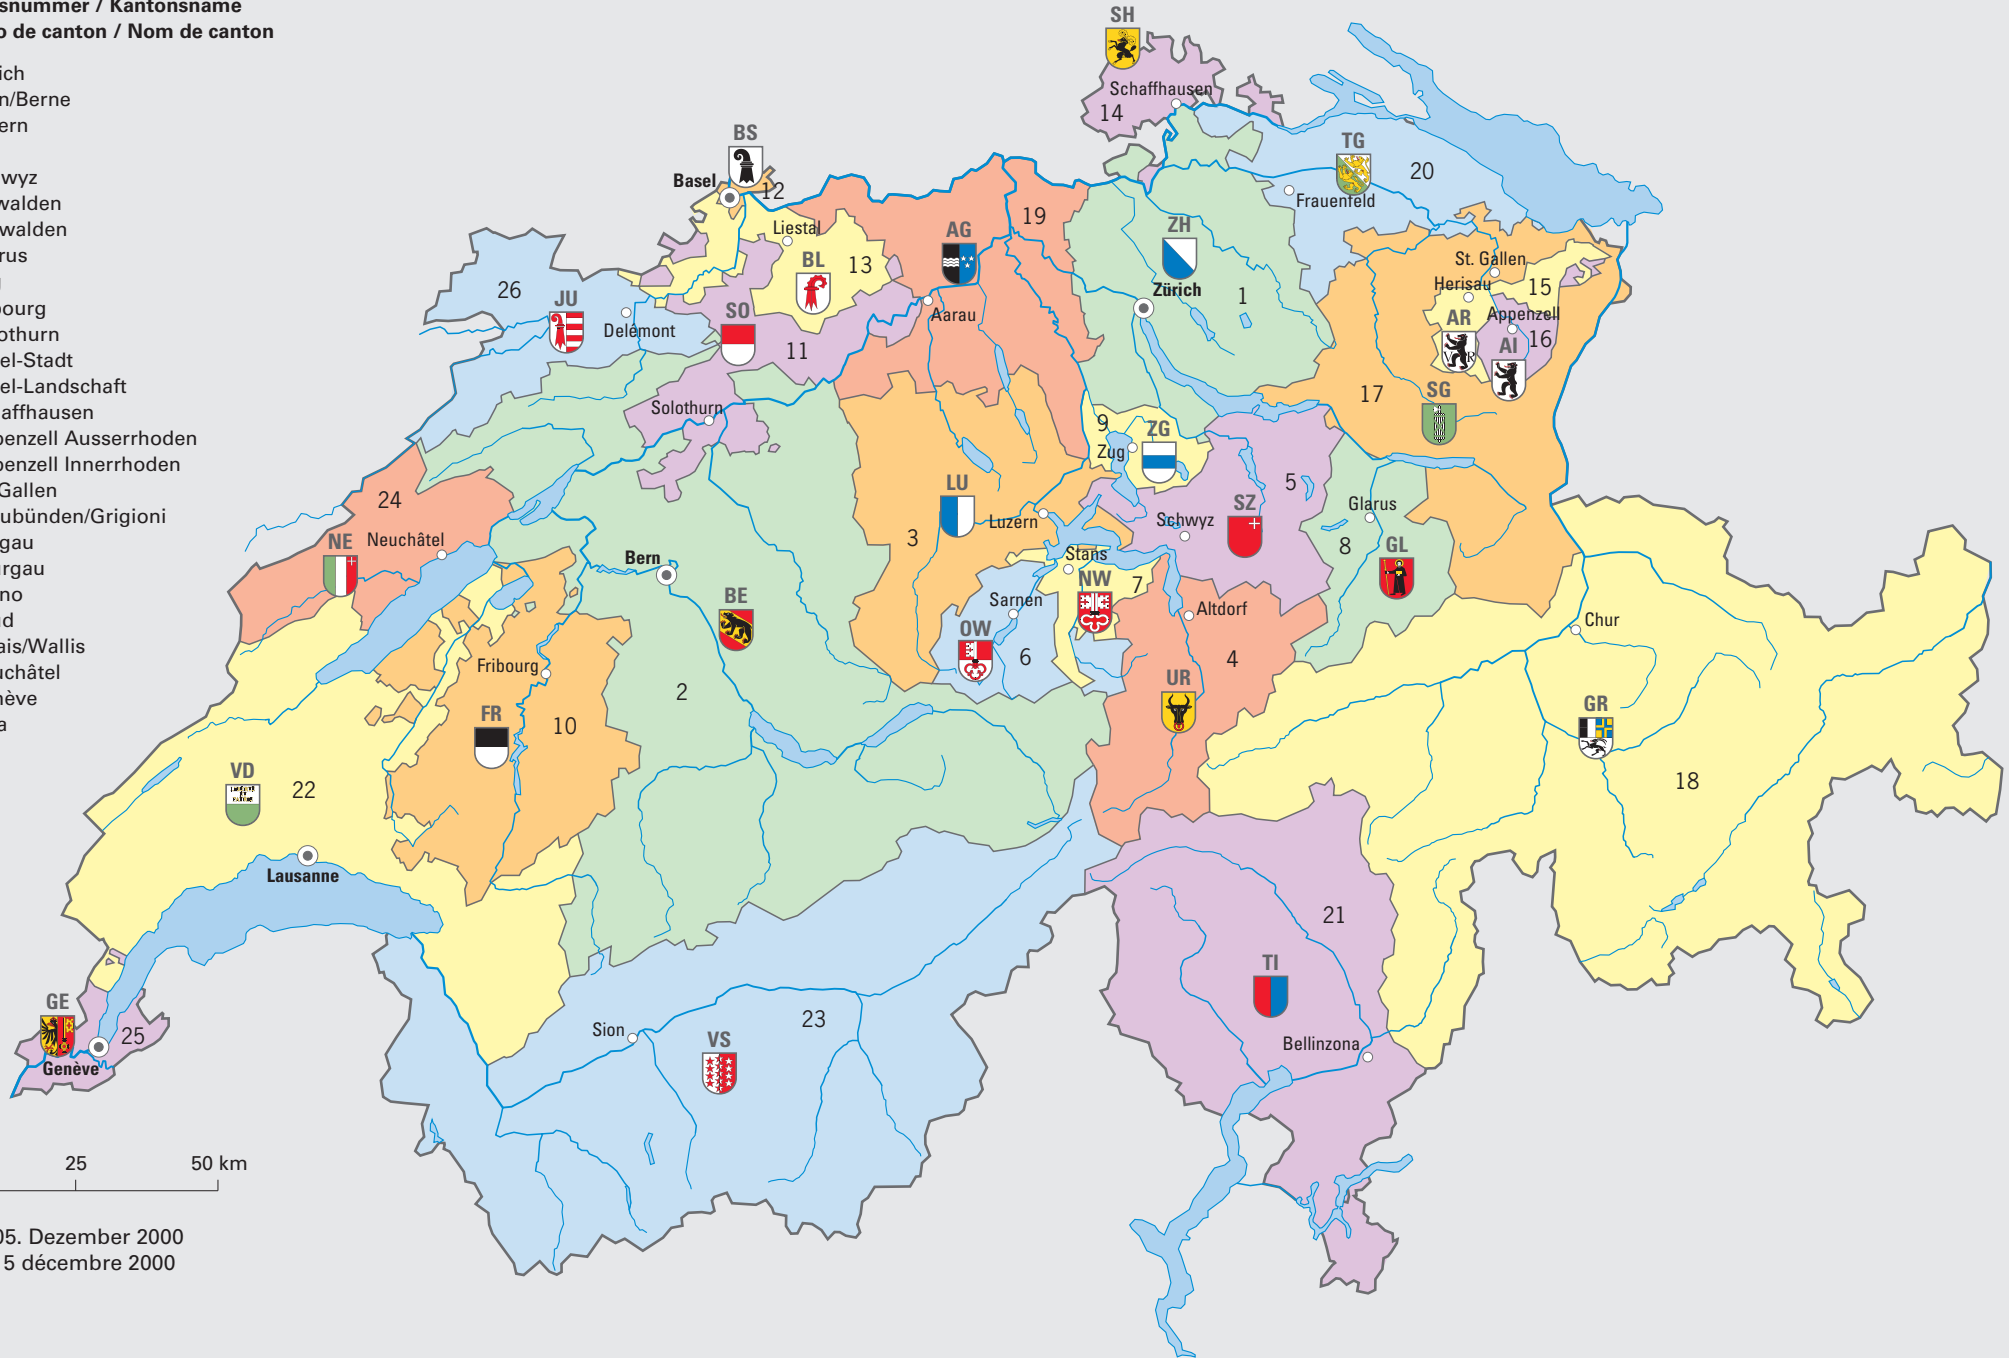 snummer / Kantonsname
o de canton / Nom de canton
ich
n/Berne
ern
wyz
walden
walden
rus
ourg
othurn
el-Stadt
el-Landschaft
affhausen
penzell Ausserrhoden
penzell Innerrhoden
Gallen
ubünden/Grigioni
gau
urgau
no
ud
ais/Wallis
uchâtel
nève
a
25
50 km
05. Dezember 2000
5 décembre 2000
SH
Schaffhausen
14
BS
Basel
12
TG
20
Frauenfeld
Liestal
BL
13
AG
19
ZH
Zürich
1
St. Gallen
Herisau
15
AR
VR
Appenzell
16
AI
26
JU
Delémont
SO
11
Aarau
17
SG
Solothurn
9
ZG
Zug
24
NE
Neuchâtel
LU
Luzern
3
5
SZ
Schwyz
Glarus
8
GL
Bern
BE
Stans
NW
7
Sarnen
OW
6
Altdorf
Chur
Fribourg
2
UR
4
FR
10
GR
18
VD
22
Lausanne
21
TI
Bellinzona
GE
25
Genève
Sion
VS
23